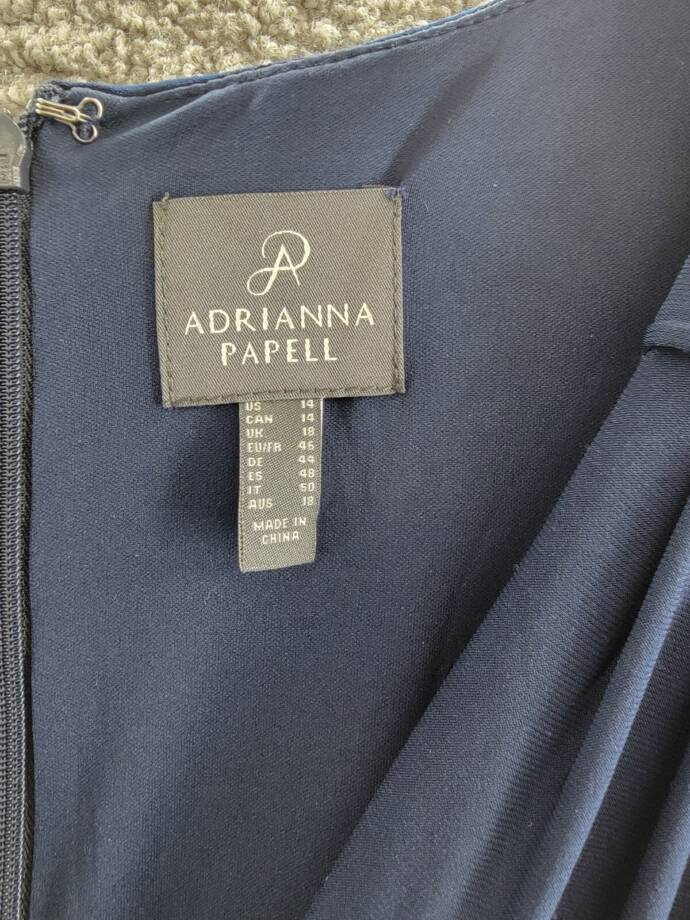 ADRIANNA
PAPELL
US 14
CAN 14
UK 18
EU/FR 46
DE 44
ES 48
IT 50
AUS 18
MADE IN
CHINA